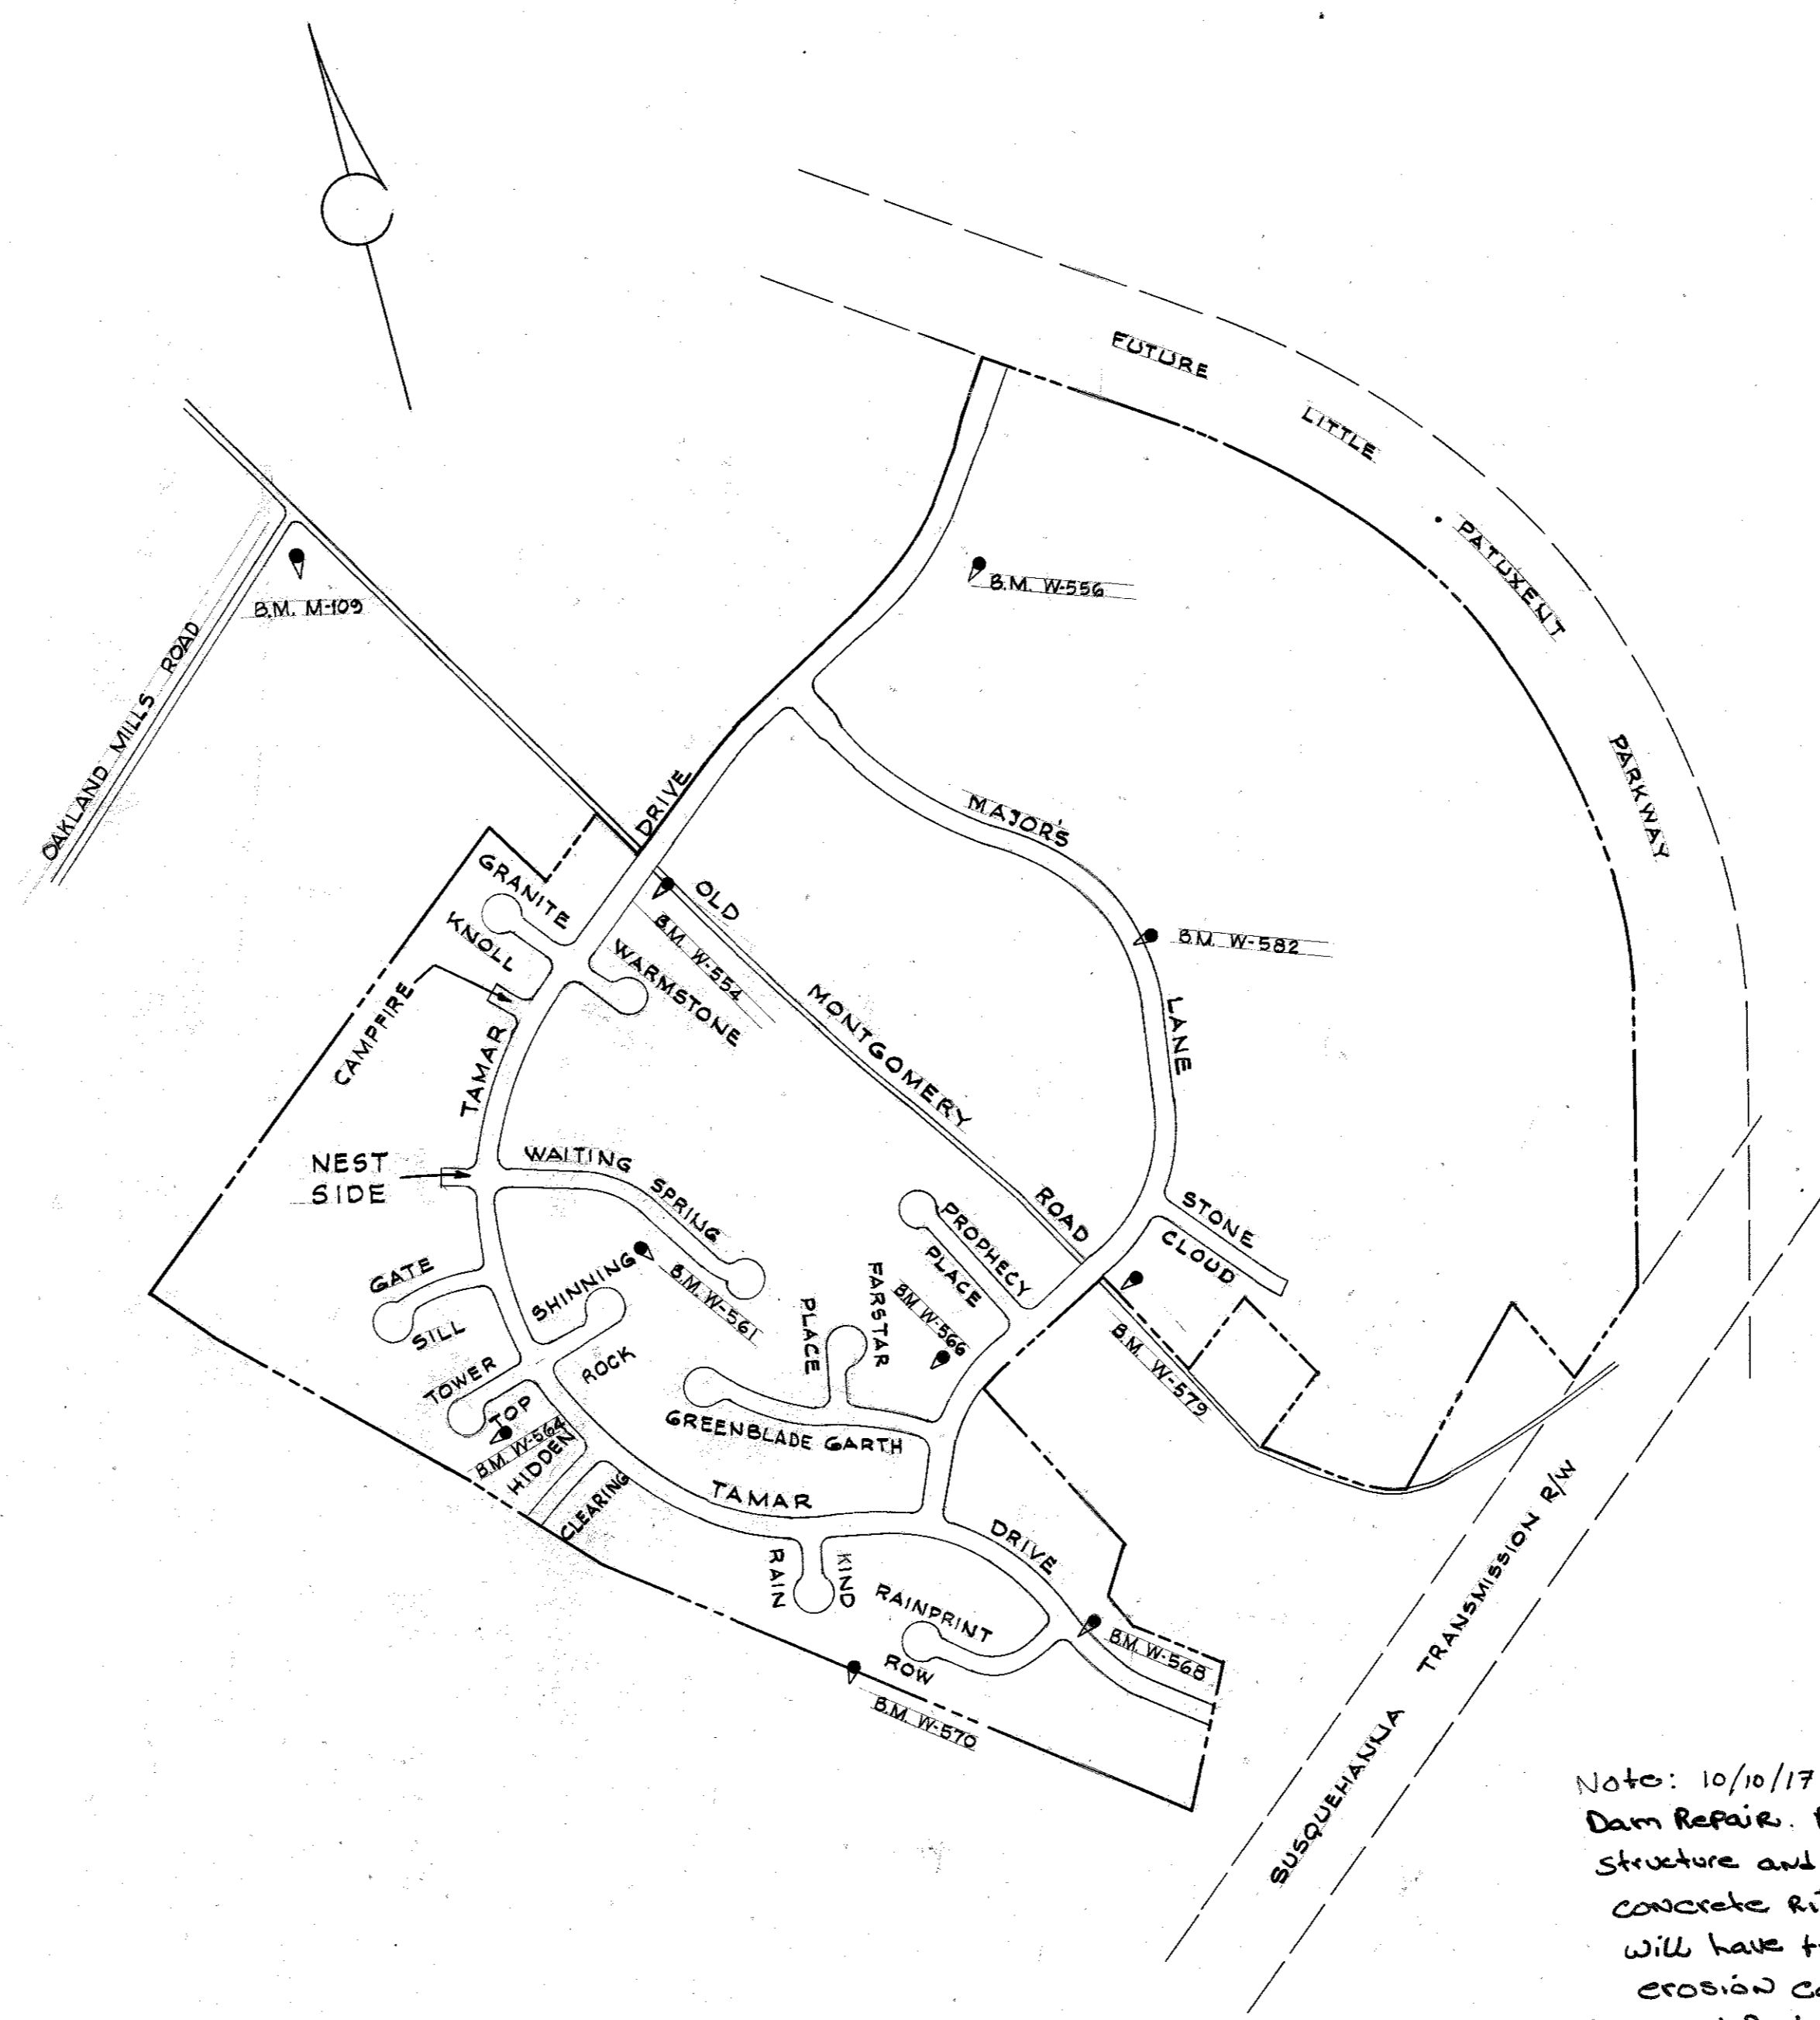 FUTURE
LITTLE
PATUXENT
PARKWAY
B.M. W-556
B.M. M-109
OAKLAND MILLS ROAD
DRIVE
MAJOR'S
LANE
GRANITE
KNOLL
OLD
MONTGOMERY
ROAD
B.M. W-554
WARMSTONE
B.M. W-582
CAMPFIRE
TAMAR
NEST
SIDE
WAITING
SPRING
STONE
CLOUD
PROPHECY
PLACE
GATE
SILL
SHINNING
ROCK
B.M. W-561
PLACE
FARSTAR
B.M. W-566
B.M. W-579
TOWER
TOP
B.M. W-564
HIDDEN
CLEARING
GREENBLADE GARTH
TAMAR
DRIVE
RAIN
KIND
RAINPRINT
ROW
B.M. W-568
B.M. W-570
SUSQUEHANNA TRANSMISSION R/W
Note: 10/10/17
Dam Repair.
Structure and
concrete
will have
erosion